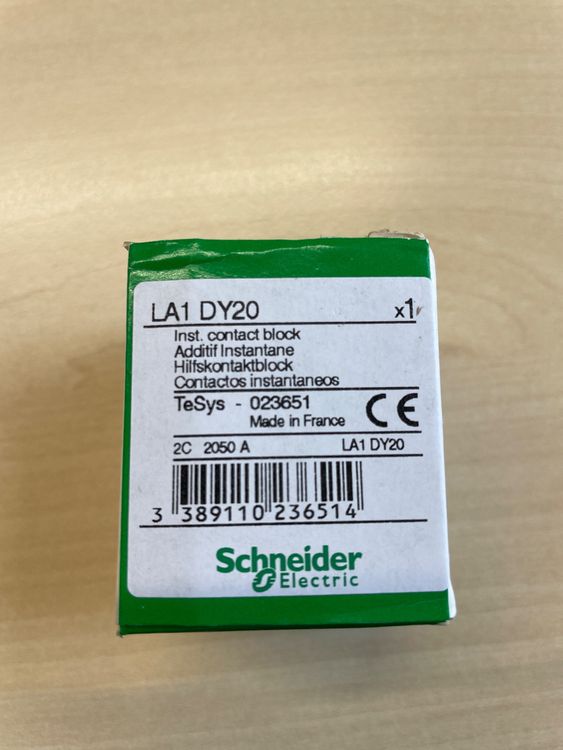 LA1 DY20 x1
Inst. contact block
Additif Instantane
Hilfskontaktblock
Contactos instantaneos
TeSys - 023651
Made in France CE
2C 2050 A LA1 DY20
3 389110 236514
Schneider
Electric